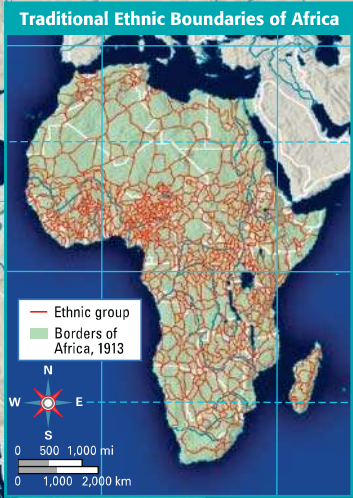 Traditional Ethnic Boundaries of Africa
Ethnic group
Borders of
Africa, 1913
N
W E
S
0 500 1,000 mi
0 1,000 2,000 km